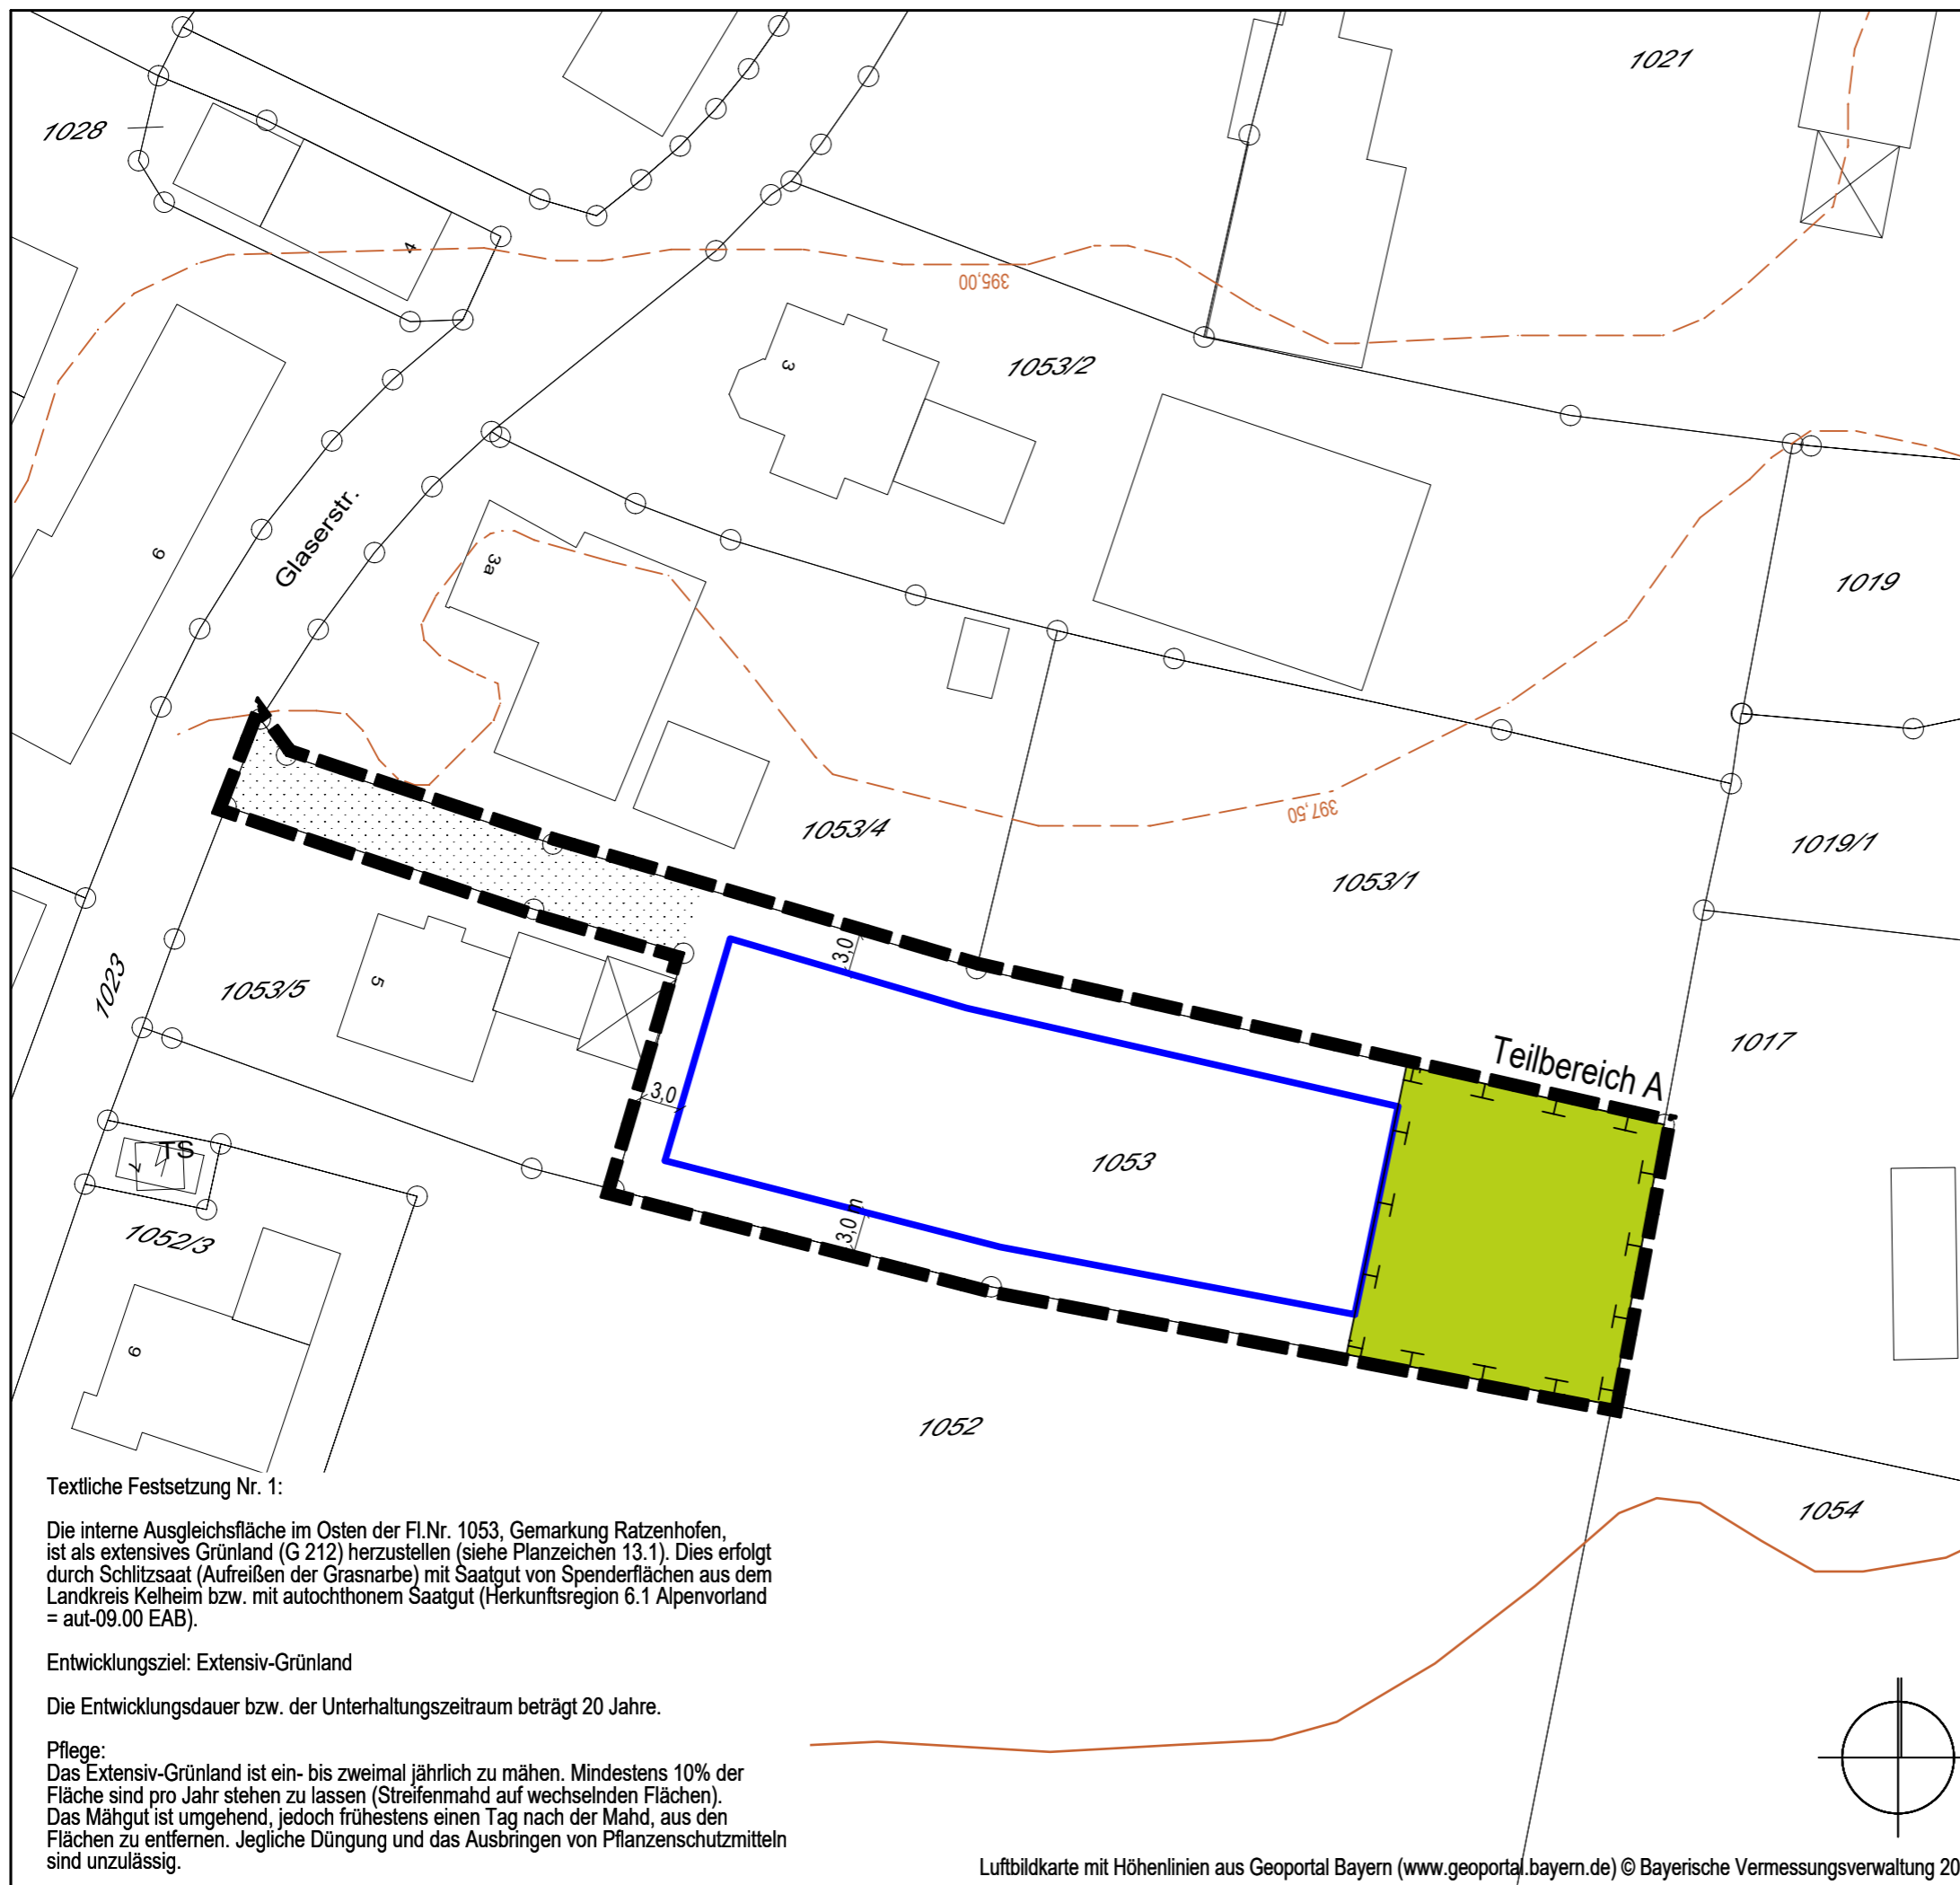 1021
1028
4
395,00
3
1053/2
Glaserstr.
9
3a
1019
397,50
1053/4
1019/1
1053/1
3,0
1023
1053/5
5
Teilbereich A
1017
3,0
1053
TS
7
3,0 m
1052/3
9
1052
1054
Textliche Festsetzung Nr. 1:
Die interne Ausgleichsfläche im Osten der Fl.Nr. 1053, Gemarkung Ratzenhofen,
ist als extensives Grünland (G 212) herzustellen (siehe Planzeichen 13.1). Dies erfolgt
durch Schlitzsaat (Aufreißen der Grasnarbe) mit Saatgut von Spenderflächen aus dem
Landkreis Kelheim bzw. mit autochthonem Saatgut (Herkunftsregion 6.1 Alpenvorland
= aut-09.00 EAB).
Entwicklungsziel: Extensiv-Grünland
Die Entwicklungsdauer bzw. der Unterhaltungszeitraum beträgt 20 Jahre.
Pflege:
Das Extensiv-Grünland ist ein- bis zweimal jährlich zu mähen. Mindestens 10% der
Fläche sind pro Jahr stehen zu lassen (Streifenmahd auf wechselnden Flächen).
Das Mähgut ist umgehend, jedoch frühestens einen Tag nach der Mahd, aus den
Flächen zu entfernen. Jegliche Düngung und das Ausbringen von Pflanzenschutzmitteln
sind unzulässig.
Luftbildkarte mit Höhenlinien aus Geoportal Bayern (www.geoportal.bayern.de) © Bayerische Vermessungsverwaltung 20